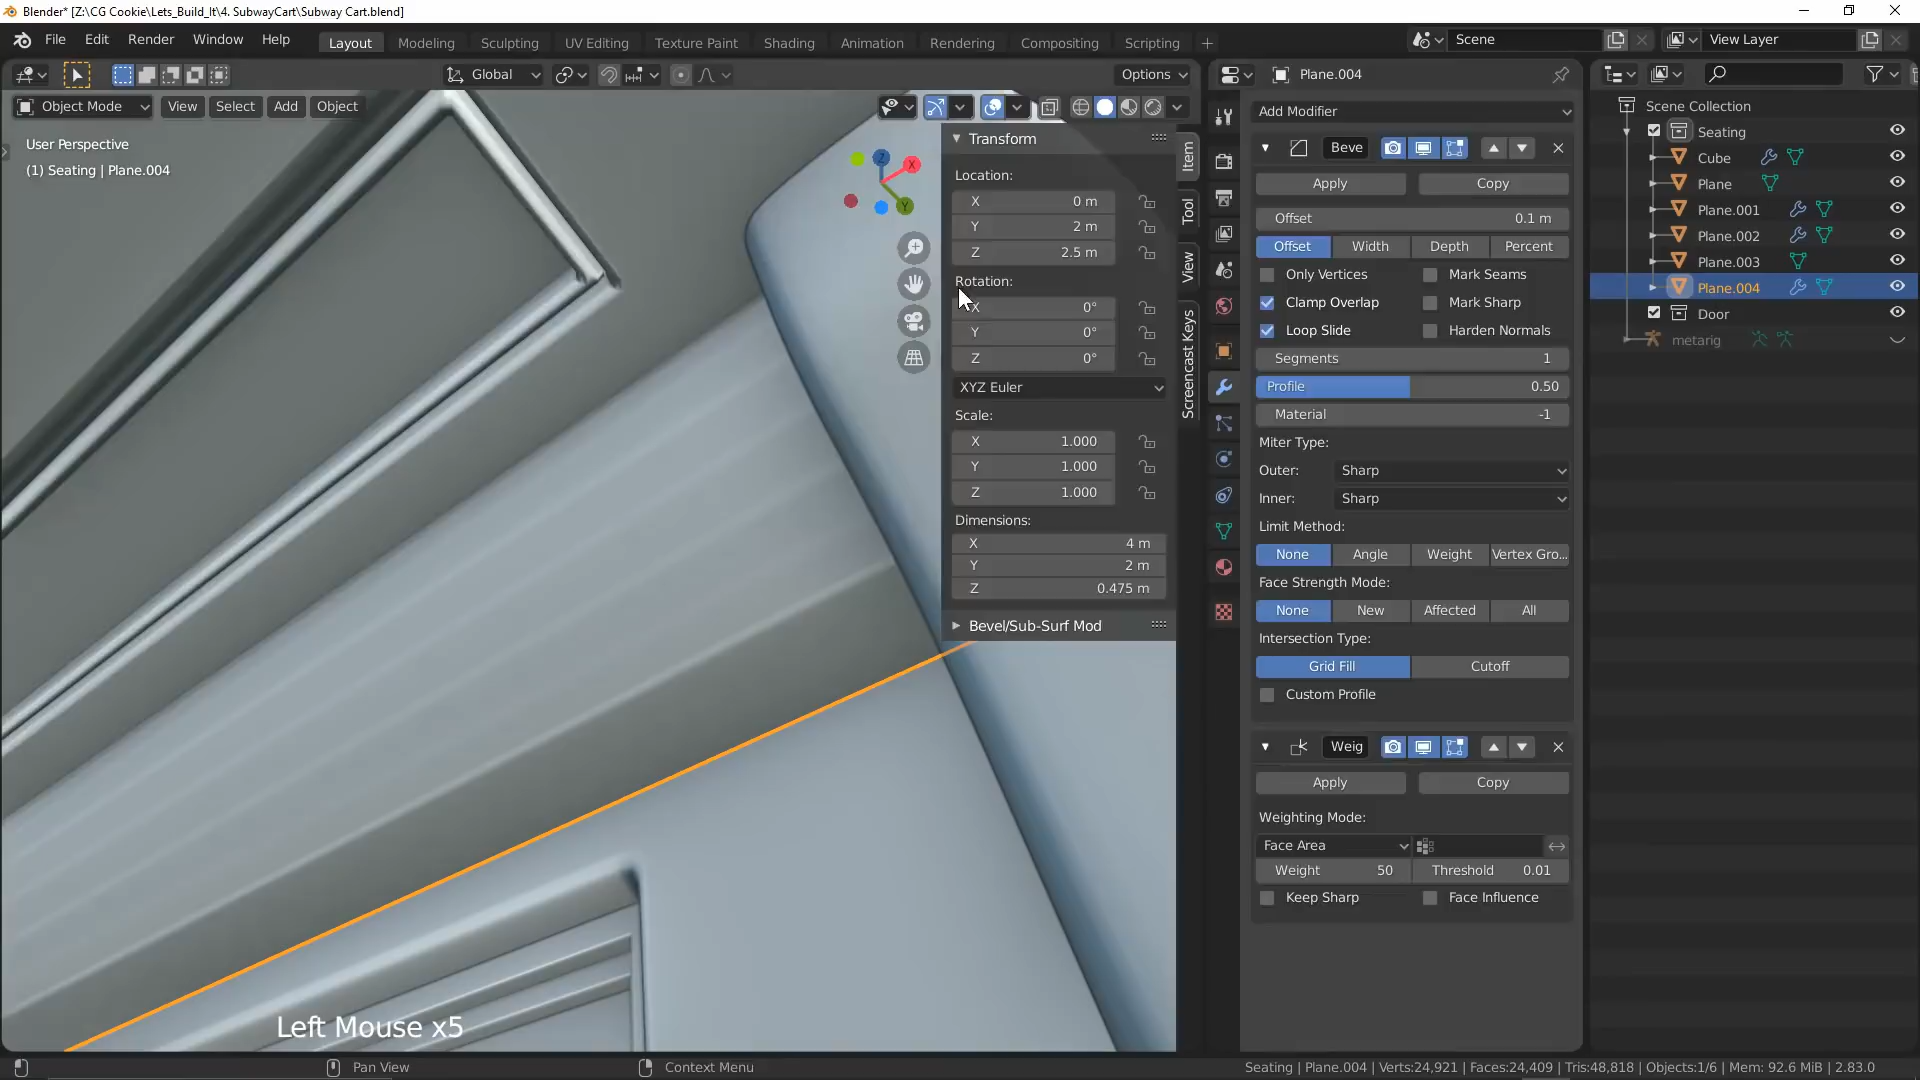 Blender* [Z:\CG Cookie\Lets_Build_It\4. SubwayCart\Subway Cart.blend]
File Edit Render Window Help
Layout Modeling Sculpting UV Editing Texture Paint Shading Animation Rendering Compositing Scripting +
Scene
View Layer
Global
Options
Object Mode View Select Add Object
User Perspective
(1) Seating | Plane.004
Z
X
Y
Transform
Location:
X 0 m
Y 2 m
Z 2.5 m
Rotation:
X 0°
Y 0°
Z 0°
XYZ Euler
Scale:
X 1.000
Y 1.000
Z 1.000
Dimensions:
X 4 m
Y 2 m
Z 0.475 m
Bevel/Sub-Surf Mod
Item
Tool
View
Screencast Keys
Plane.004
Add Modifier
Beve
Apply Copy
Offset 0.1 m
Offset Width Depth Percent
Only Vertices Mark Seams
Clamp Overlap Mark Sharp
Loop Slide Harden Normals
Segments 1
Profile 0.50
Material -1
Miter Type:
Outer: Sharp
Inner: Sharp
Limit Method:
None Angle Weight Vertex Gro...
Face Strength Mode:
None New Affected All
Intersection Type:
Grid Fill Cutoff
Custom Profile
Weig
Apply Copy
Weighting Mode:
Face Area
Weight 50 Threshold 0.01
Keep Sharp Face Influence
Scene Collection
Seating
Cube
Plane
Plane.001
Plane.002
Plane.003
Plane.004
Door
metarig
Left Mouse x5
Pan View
Context Menu
Seating | Plane.004 | Verts:24,921 | Faces:24,409 | Tris:48,818 | Objects:1/6 | Mem: 92.6 MiB | 2.83.0